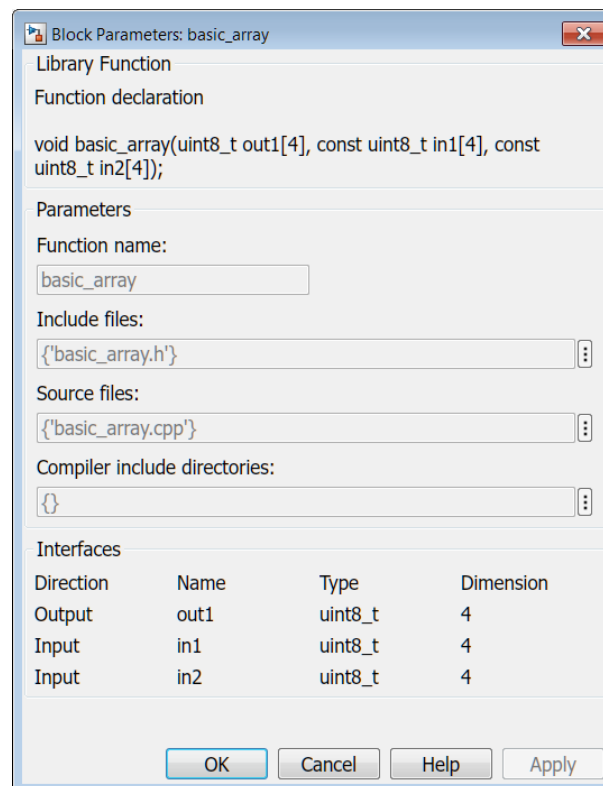 Block Parameters: basic_array
Library Function
Function declaration
void basic_array(uint8_t out1[4], const uint8_t in1[4], const
uint8_t in2[4]);
Parameters
Function name:
basic_array
Include files:
{'basic_array.h'}
Source files:
{'basic_array.cpp'}
Compiler include directories:
{}
Interfaces
Direction Name Type Dimension
Output out1 uint8_t 4
Input in1 uint8_t 4
Input in2 uint8_t 4
OK Cancel Help Apply